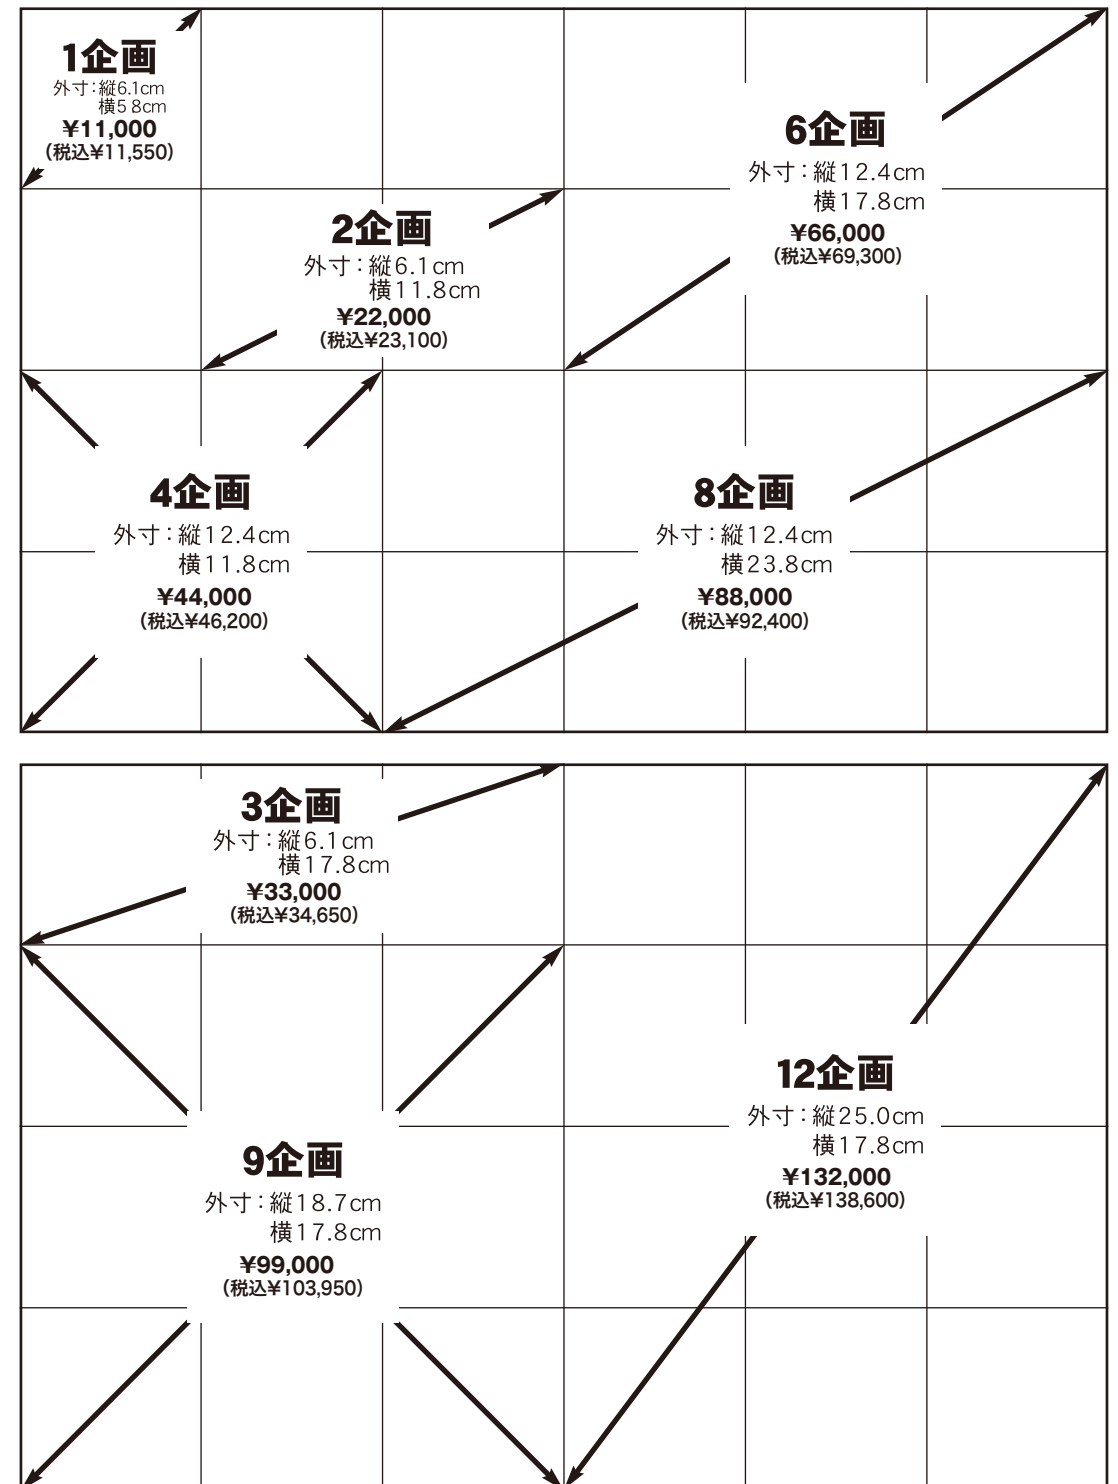 1企画
外寸：縦6.1cm
横5 8cm
¥11,000
（税込¥11,550）
6企画
外寸：縦12.4cm
横17.8cm
¥66,000
（税込¥69,300）
2企画
外寸：縦6.1cm
横11.8cm
¥22,000
（税込¥23,100）
4企画
外寸：縦12.4cm
横11.8cm
¥44,000
（税込¥46,200）
8企画
外寸：縦12.4cm
横23.8cm
¥88,000
（税込¥92,400）
3企画
外寸：縦6.1cm
横17.8cm
¥33,000
（税込¥34,650）
12企画
外寸：縦25.0cm
横17.8cm
¥132,000
（税込¥138,600）
9企画
外寸：縦18.7cm
横17.8cm
¥99,000
（税込¥103,950）